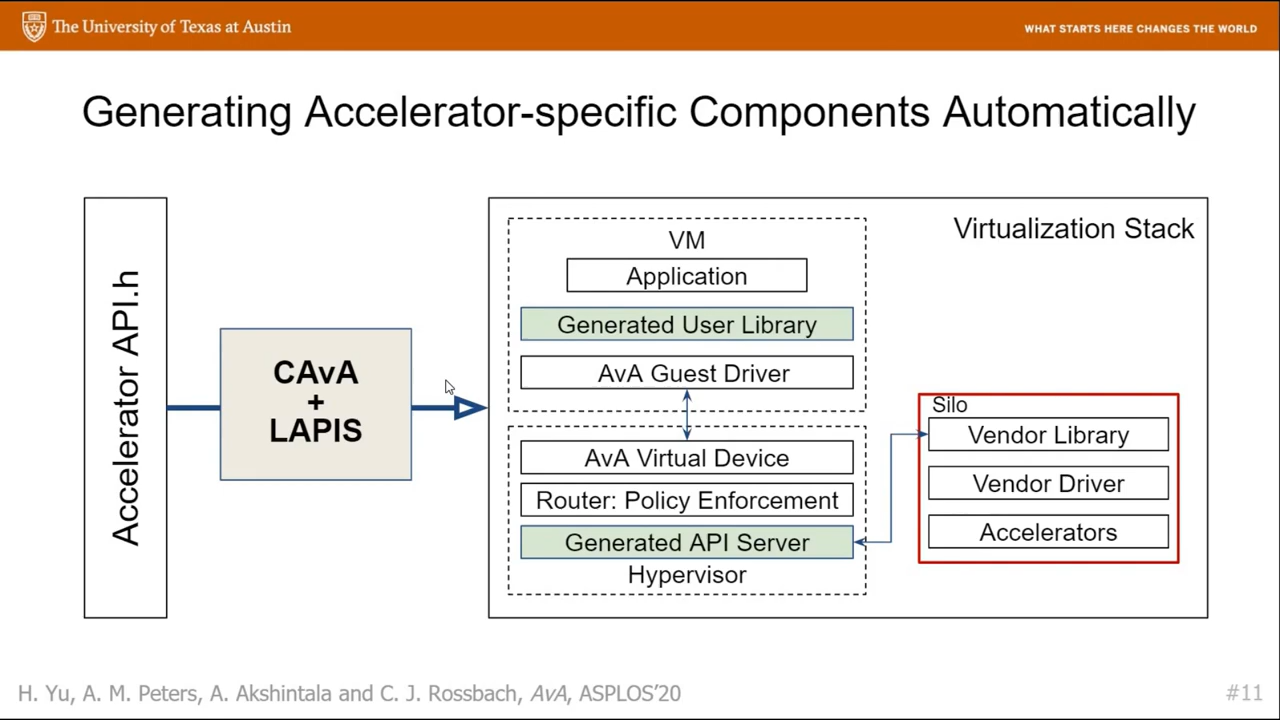 The University of Texas at Austin
WHAT STARTS HERE CHANGES THE WORLD
Generating Accelerator-specific Components Automatically
Accelerator API.h
CAvA
+
LAPIS
Virtualization Stack
VM
Application
Generated User Library
AvA Guest Driver
AvA Virtual Device
Router: Policy Enforcement
Generated API Server
Hypervisor
Silo
Vendor Library
Vendor Driver
Accelerators
H. Yu, A. M. Peters, A. Akshintala and C. J. Rossbach, AvA, ASPLOS'20
#11